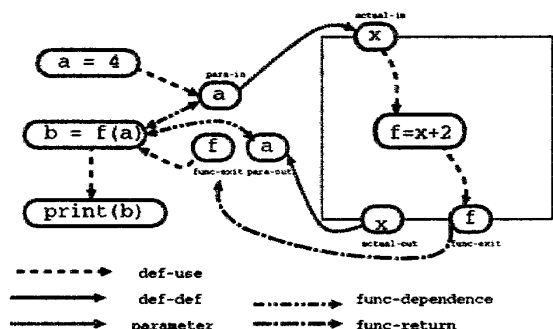 actual-in
x
a = 4
para-in
a
b = f(a)
f
a
f=x+2
func-exit
para-out
print(b)
x
f
actual-out
func-exit
def-use
def-def
func-dependence
parameter
func-return